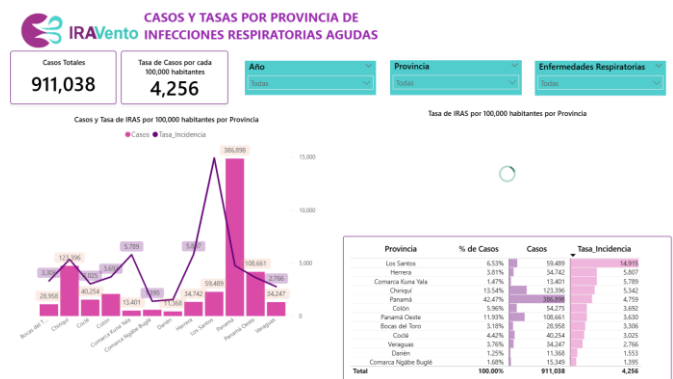 IRAVento
CASOS Y TASAS POR PROVINCIA DE
INFECCIONES RESPIRATORIAS AGUDAS
Casos Totales
911,038
Tasa de Casos por cada
100,000 habitantes
4,256
Año
Todas
Provincia
Todas
Enfermedades Respiratorias
Todas
Casos y Tasa de IRAS por 100,000 habitantes por Provincia
Casos Tasa_Incidencia
15,000
10,000
5,000
0
3,306
28,958
123,396
3,025
40,254
5,789
13,401
11,368
34,742
59,489
386,898
108,661
2,766
34,247
Bocas del T...
Chiriquí
Coclé
Colón
Comarca Kuna Yala
Comarca Ngäbe Buglé
Darién
Herrera
Los Santos
Panamá
Panamá Oeste
Veraguas
Tasa de IRAS por 100,000 habitantes por Provincia
Provincia % de Casos Casos Tasa_Incidencia
Los Santos 6.53% 59,489 14,915
Herrera 3.81% 34,742 5,807
Comarca Kuna Yala 1.47% 13,401 5,789
Chiriquí 13.54% 123,396 5,342
Panamá 42.47% 386,898 4,759
Colón 5.96% 54,275 3,692
Panamá Oeste 11.93% 108,661 3,630
Bocas del Toro 3.18% 28,958 3,306
Coclé 4.42% 40,254 3,025
Veraguas 3.76% 34,247 2,766
Darién 1.25% 11,368 1,553
Comarca Ngäbe Buglé 1.68% 15,349 1,395
Total 100.00% 911,038 4,256